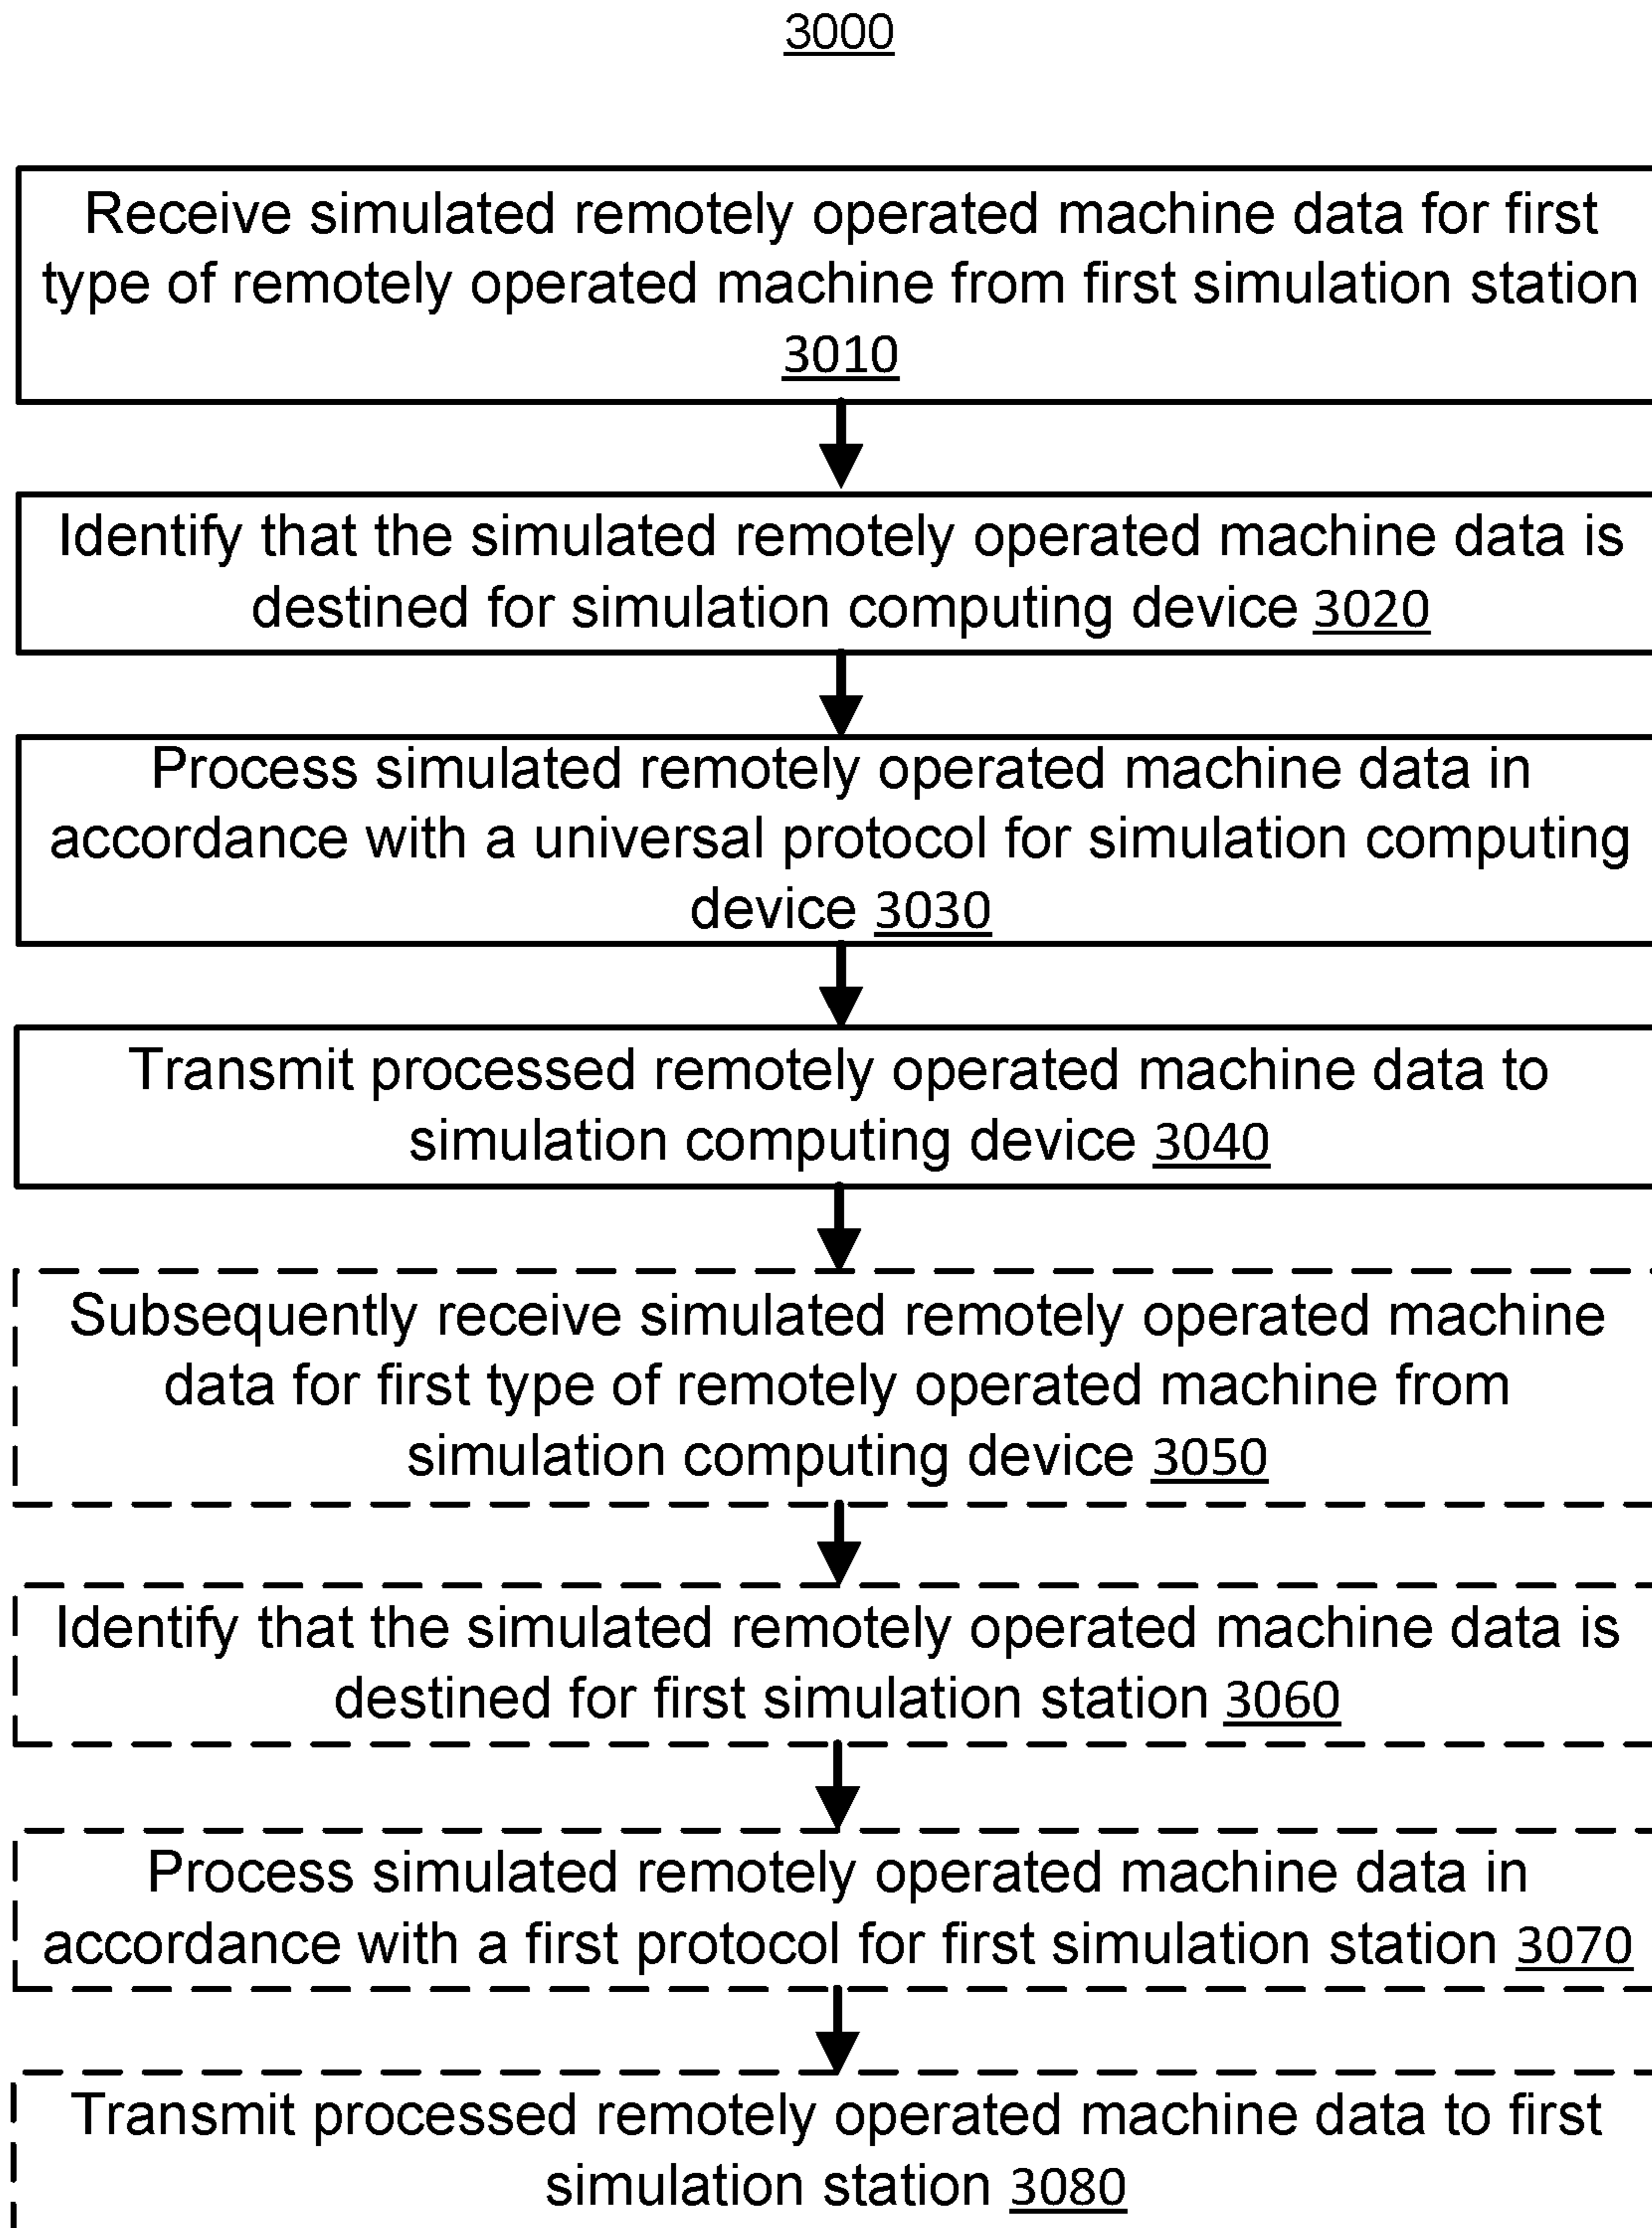 3000
Receive simulated remotely operated machine data for first
type of remotely operated machine from first simulation station
3010
Identify that the simulated remotely operated machine data is
destined for simulation computing device 3020
Process simulated remotely operated machine data in
accordance with a universal protocol for simulation computing
device 3030
Transmit processed remotely operated machine data to
simulation computing device 3040
Subsequently receive simulated remotely operated machine
data for first type of remotely operated machine from
simulation computing device 3050
Identify that the simulated remotely operated machine data is
destined for first simulation station 3060
Process simulated remotely operated machine data in
accordance with a first protocol for first simulation station 3070
Transmit processed remotely operated machine data to first
simulation station 3080